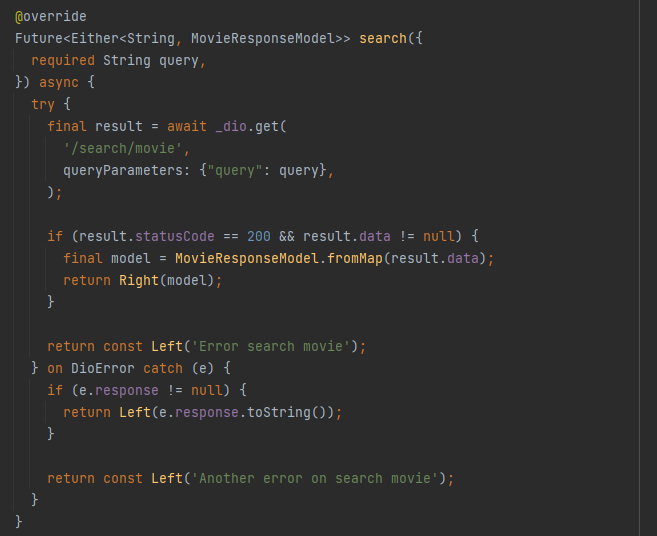 @override
Future<Either<String, MovieResponseModel>> search({
  required String query,
}) async {
  try {
    final result = await _dio.get(
      '/search/movie',
      queryParameters: {"query": query},
    );

    if (result.statusCode == 200 && result.data != null) {
      final model = MovieResponseModel.fromMap(result.data);
      return Right(model);
    }

    return const Left('Error search movie');
  } on DioError catch (e) {
    if (e.response != null) {
      return Left(e.response.toString());
    }

    return const Left('Another error on search movie');
  }
}